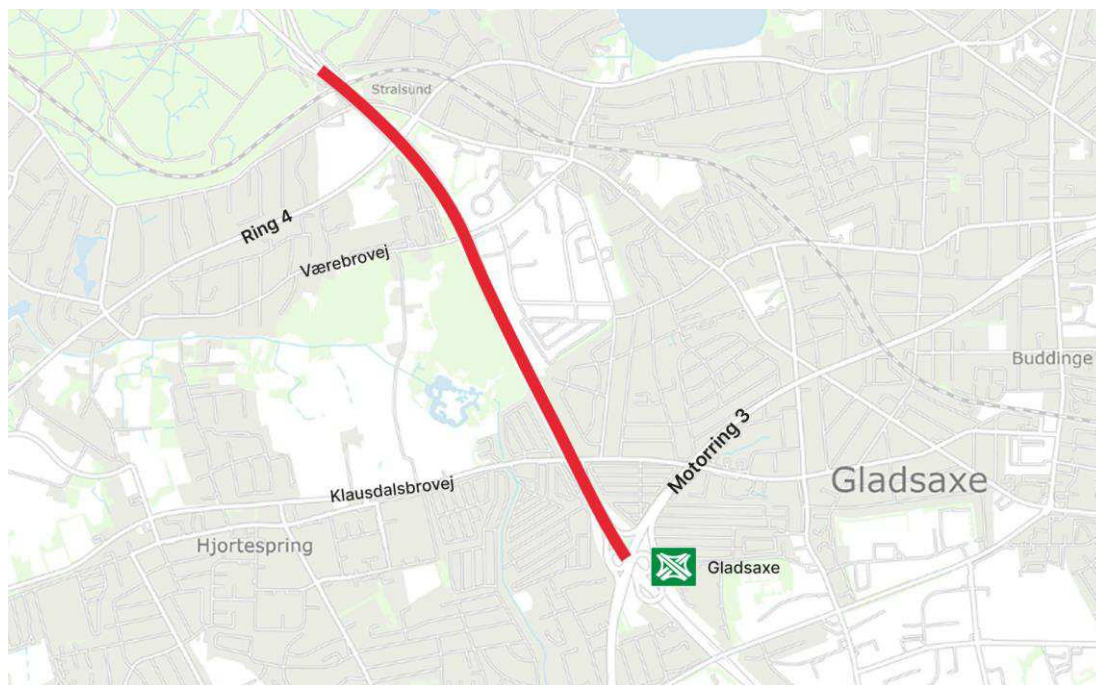 Stralsund
Ring 4
Værebrovej
Buddinge
Motorring 3
Gladsaxe
Klausdalsbrovej
Hjortespring
Gladsaxe